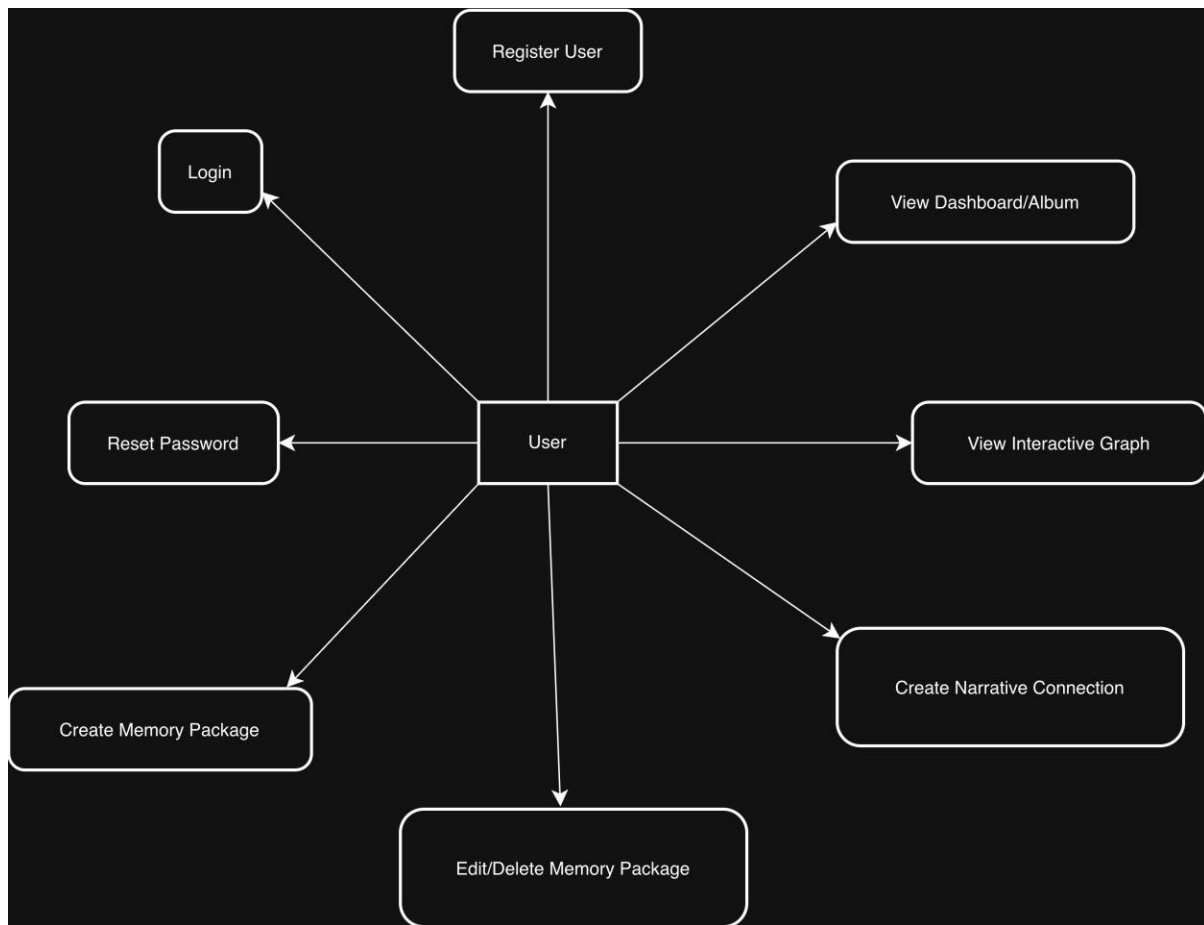 Register User
Login
View Dashboard/Album
Reset Password
User
View Interactive Graph
Create Narrative Connection
Create Memory Package
Edit/Delete Memory Package